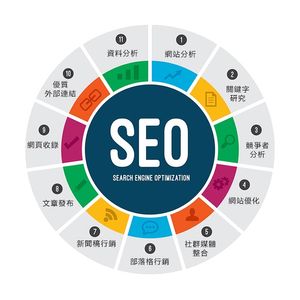 SEO
SEARCH ENGINE OPTIMIZATION
1
網站分析
2
關鍵字
研究
3
競爭者
分析
4
網站優化
5
社群媒體
整合
6
部落格行銷
7
新聞稿行銷
8
文章發布
9
網頁收錄
10
優質
外部連結
11
資料分析